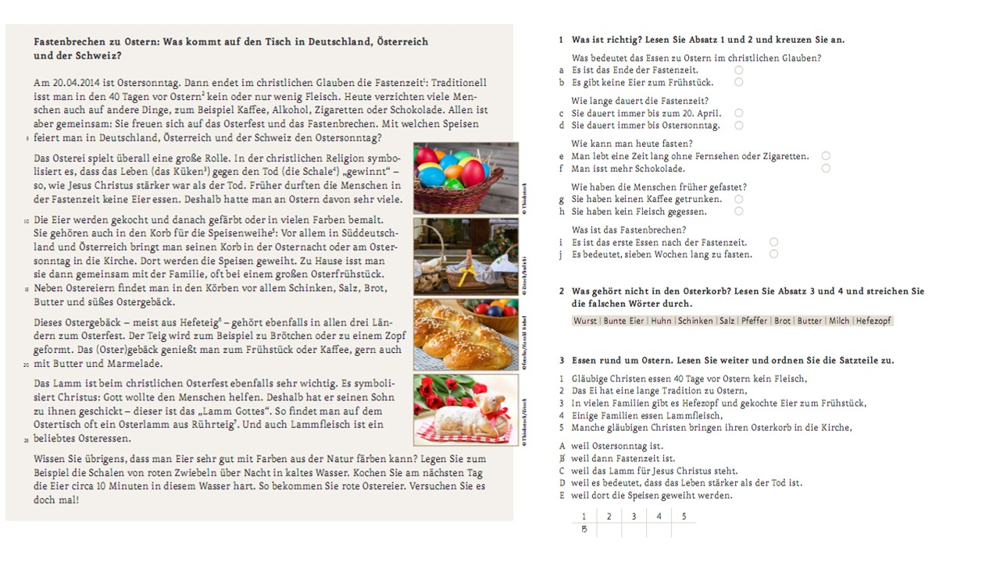 Fastenbrechen zu Ostern: Was kommt auf den Tisch in Deutschland, Österreich
und der Schweiz?
Am 20.04.2014 ist Ostersonntag. Dann endet im christlichen Glauben die Fastenzeit¹: Traditionell
isst man in den 40 Tagen vor Ostern² kein oder nur wenig Fleisch. Heute verzichten viele Men-
schen auch auf andere Dinge, zum Beispiel Kaffee, Alkohol, Zigaretten oder Schokolade. Allen ist
aber gemeinsam: Sie freuen sich auf das Osterfest und das Fastenbrechen. Mit welchen Speisen
5 feiert man in Deutschland, Österreich und der Schweiz den Ostersonntag?
Das Osterei spielt überall eine große Rolle. In der christlichen Religion symbo-
lisiert es, dass das Leben (das Küken³) gegen den Tod (die Schale⁴) „gewinnt“ –
so, wie Jesus Christus stärker war als der Tod. Früher durften die Menschen in
der Fastenzeit keine Eier essen. Deshalb hatte man an Ostern davon sehr viele.
10 Die Eier werden gekocht und danach gefärbt oder in vielen Farben bemalt.
Sie gehören auch in den Korb für die Speisenweihe⁵: Vor allem in Süddeutsch-
land und Österreich bringt man seinen Korb in der Osternacht oder am Oster-
sonntag in die Kirche. Dort werden die Speisen geweiht. Zu Hause isst man
sie dann gemeinsam mit der Familie, oft bei einem großen Osterfrühstück.
15 Neben Ostereiern findet man in den Körben vor allem Schinken, Salz, Brot,
Butter und süßes Ostergebäck.
Dieses Ostergebäck – meist aus Hefeteig⁶ – gehört ebenfalls in allen drei Län-
dern zum Osterfest. Der Teig wird zum Beispiel zu Brötchen oder zu einem Zopf
geformt. Das (Oster)gebäck genießt man zum Frühstück oder Kaffee, gern auch
20 mit Butter und Marmelade.
Das Lamm ist beim christlichen Osterfest ebenfalls sehr wichtig. Es symboli-
siert Christus: Gott wollte den Menschen helfen. Deshalb hat er seinen Sohn
zu ihnen geschickt – dieser ist das „Lamm Gottes“. So findet man auf dem
Ostertisch oft ein Osterlamm aus Rührteig⁷. Und auch Lammfleisch ist ein
25 beliebtes Osteressen.
Wissen Sie übrigens, dass man Eier sehr gut mit Farben aus der Natur färben kann? Legen Sie zum
Beispiel die Schalen von roten Zwiebeln über Nacht in kaltes Wasser. Kochen Sie am nächsten Tag
die Eier circa 10 Minuten in diesem Wasser hart. So bekommen Sie rote Ostereier. Versuchen Sie es
doch mal!
© Thinkstock
© Thinkstock/iStock
1 Was ist richtig? Lesen Sie Absatz 1 und 2 und kreuzen Sie an.
Was bedeutet das Essen zu Ostern im christlichen Glauben?
a Es ist das Ende der Fastenzeit.
b Es gibt keine Eier zum Frühstück.
Wie lange dauert die Fastenzeit?
c Sie dauert immer bis zum 20. April.
d Sie dauert immer bis Ostersonntag.
Wie kann man heute fasten?
e Man lebt eine Zeit lang ohne Fernsehen oder Zigaretten.
f Man isst mehr Schokolade.
Wie haben die Menschen früher gefastet?
g Sie haben keinen Kaffee getrunken.
h Sie haben kein Fleisch gegessen.
Was ist das Fastenbrechen?
i Es ist das erste Essen nach der Fastenzeit.
j Es bedeutet, sieben Wochen lang zu fasten.
2 Was gehört nicht in den Osterkorb? Lesen Sie Absatz 3 und 4 und streichen Sie
die falschen Wörter durch.
Wurst | Bunte Eier | Huhn | Schinken | Salz | Pfeffer | Brot | Butter | Milch | Hefezopf
3 Essen rund um Ostern. Lesen Sie weiter und ordnen Sie die Satzteile zu.
1 Gläubige Christen essen 40 Tage vor Ostern kein Fleisch,
2 Das Ei hat eine lange Tradition zu Ostern,
3 In vielen Familien gibt es Hefezopf und gekochte Eier zum Frühstück,
4 Einige Familien essen Lammfleisch,
5 Manche gläubigen Christen bringen ihren Osterkorb in die Kirche,
A weil Ostersonntag ist.
B weil dann Fastenzeit ist.
C weil das Lamm für Jesus Christus steht.
D weil es bedeutet, dass das Leben stärker als der Tod ist.
E weil dort die Speisen geweiht werden.
1 2 3 4 5
B